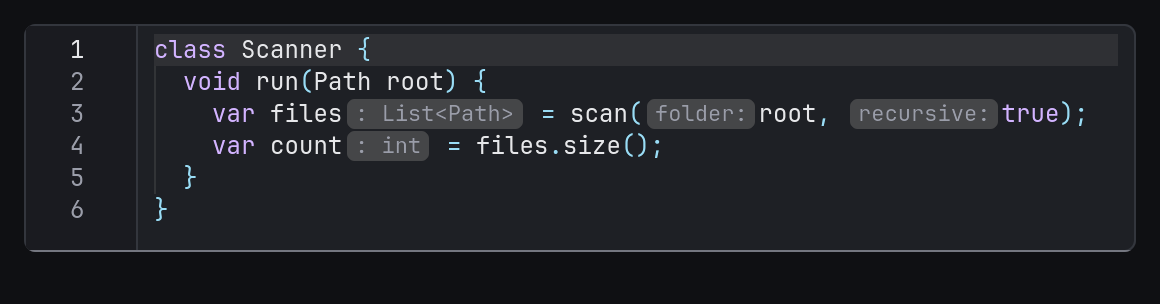 1 class Scanner {
2   void run(Path root) {
3     var files : List<Path> = scan( folder: root, recursive: true);
4     var count : int = files.size();
5   }
6 }